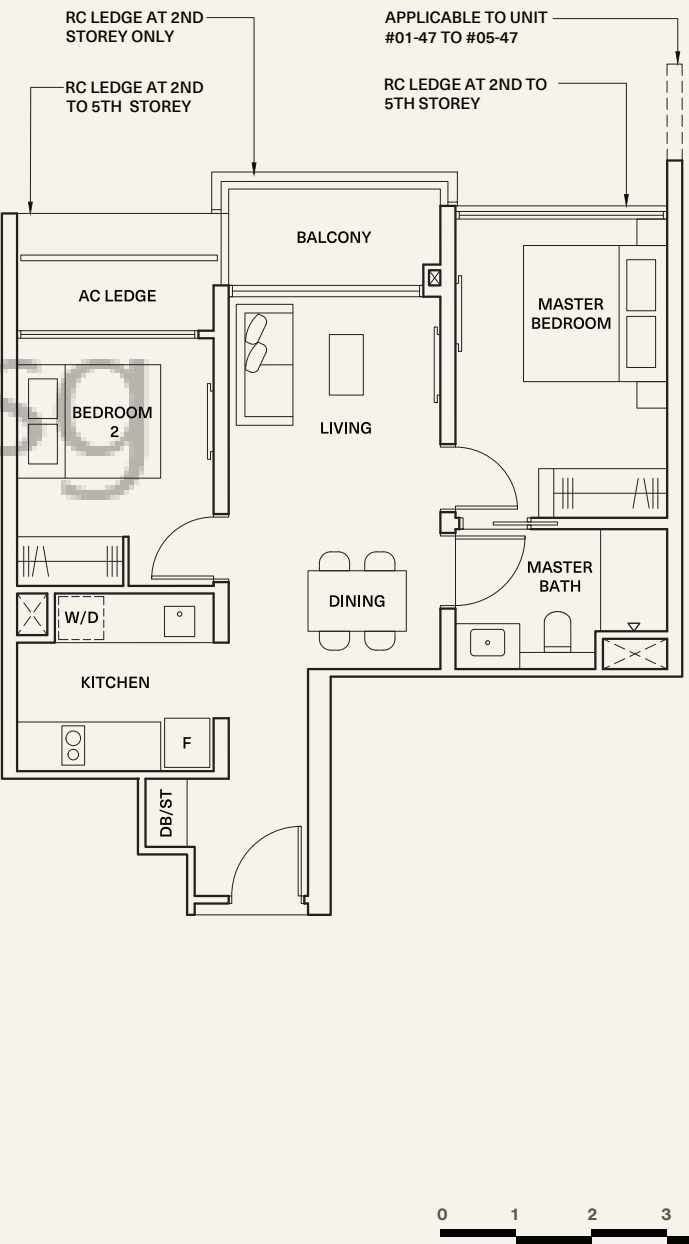 RC LEDGE AT 2ND
STOREY ONLY
APPLICABLE TO UNIT
#01-47 TO #05-47
RC LEDGE AT 2ND
TO 5TH STOREY
RC LEDGE AT 2ND TO
5TH STOREY
BALCONY
AC LEDGE
MASTER
BEDROOM
sg
BEDROOM
2
LIVING
MASTER
BATH
DINING
W/D
KITCHEN
F
DB/ST
0 1 2 3